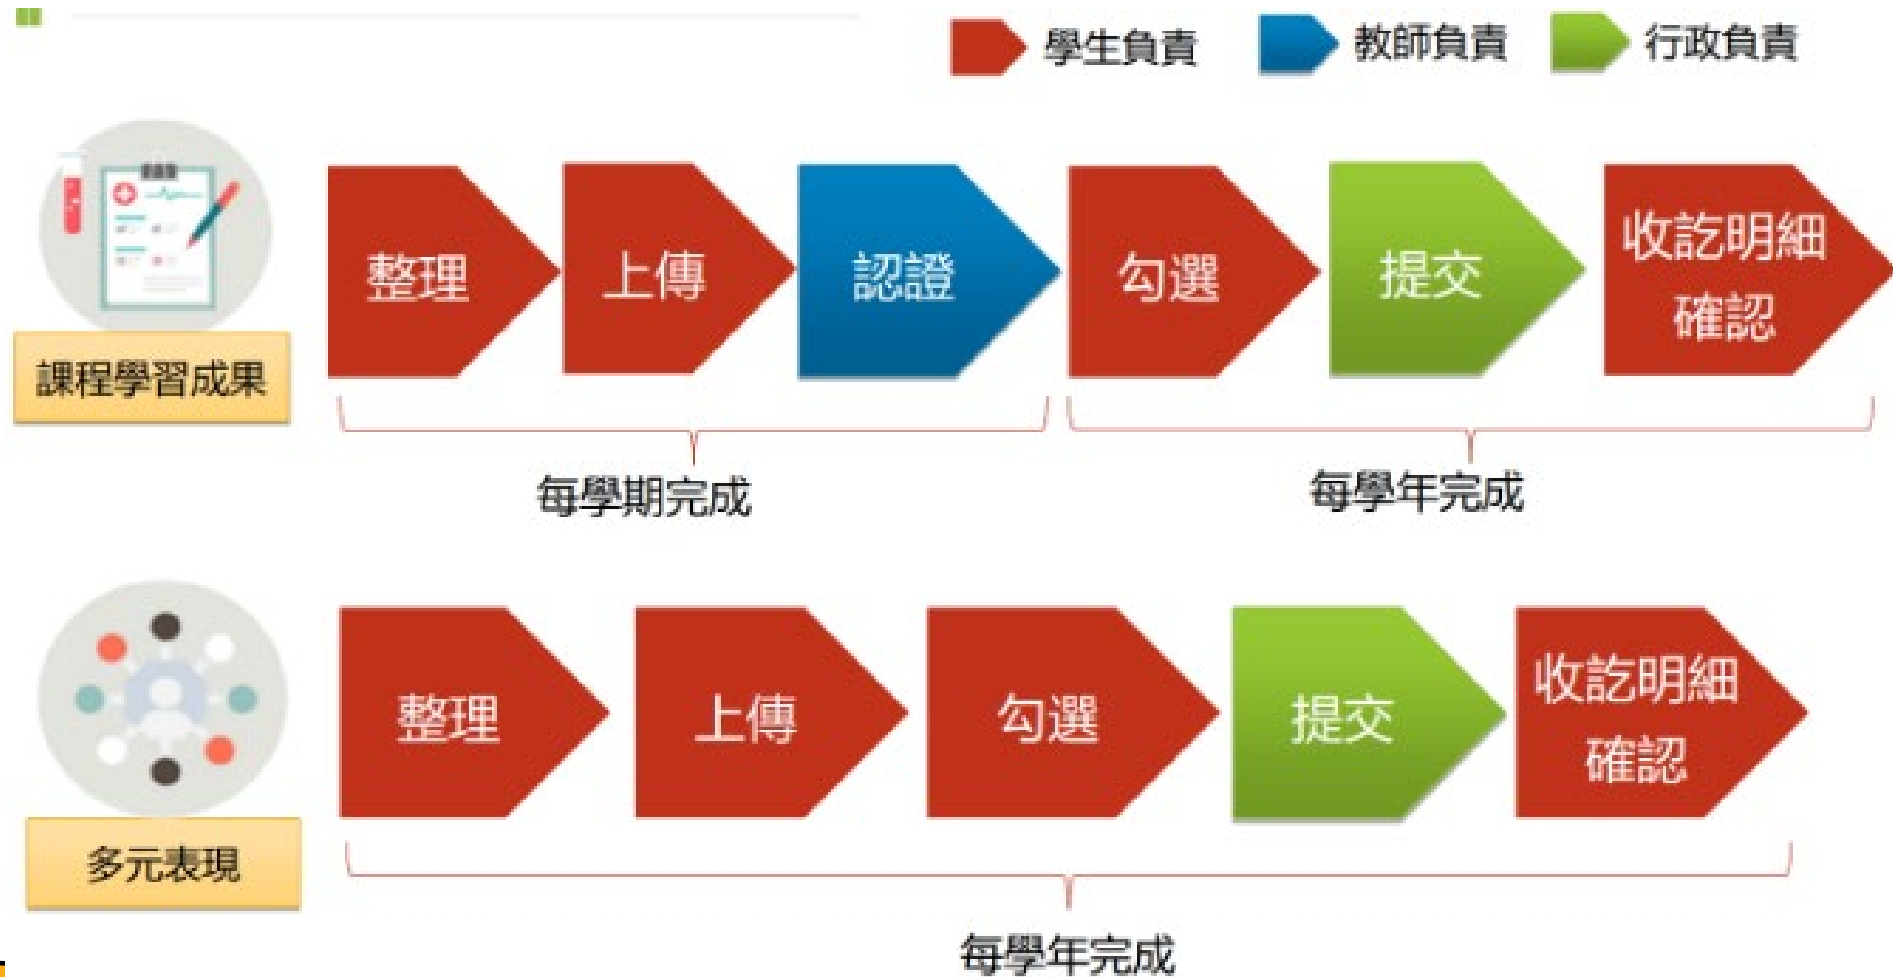 學生負責
教師負責
行政負責
課程學習成果
整理
上傳
認證
勾選
提交
收訖明細
確認
每學期完成
每學年完成
多元表現
整理
上傳
勾選
提交
收訖明細
確認
每學年完成